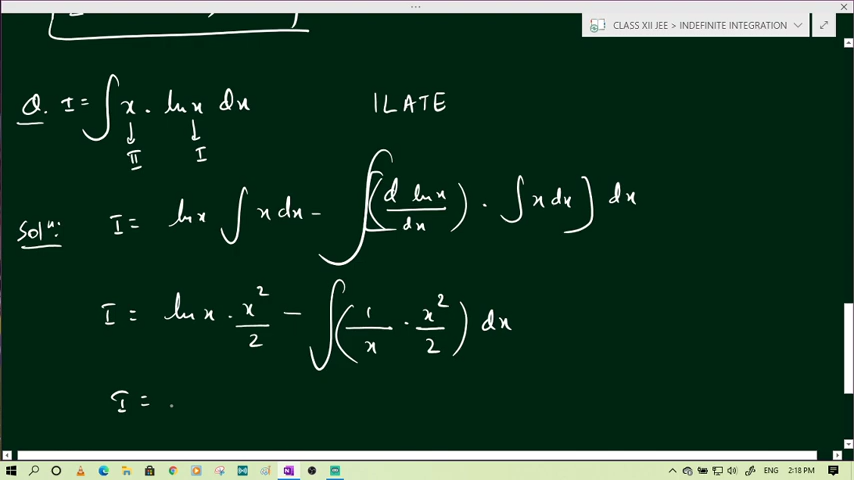 CLASS XII JEE > INDEFINITE INTEGRATION
Q. I = ∫ x . ln x dx ILATE
↓ ↓
II I
Solⁿ: I = ln x ∫ x dx - ∫ [(d ln x / dx) . ∫ x dx] dx
I = ln x . x²/2 - ∫ (1/x . x²/2) dx
I = .
ENG 2:18 PM